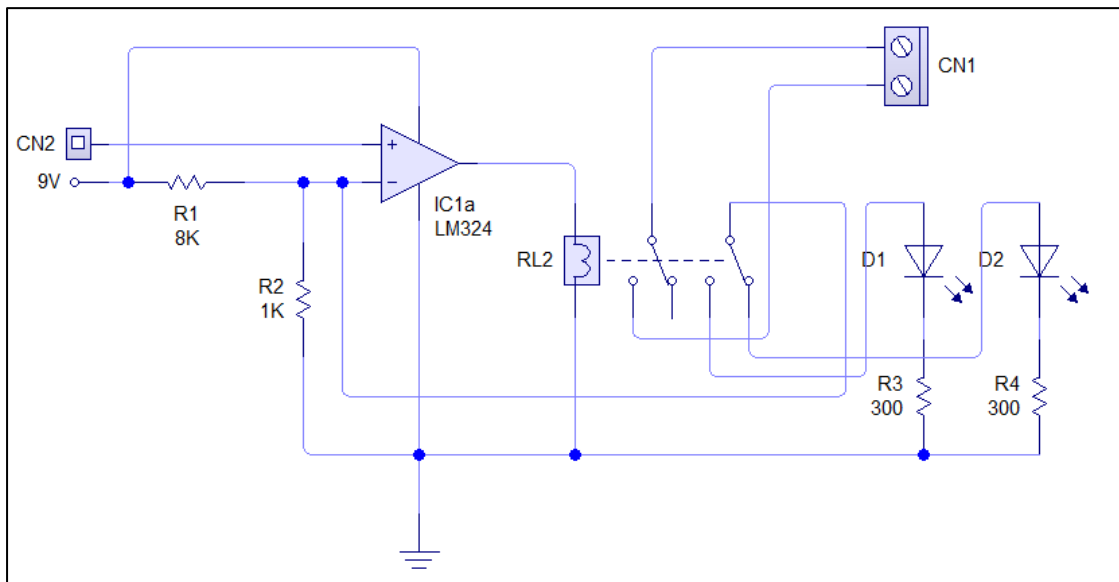 CN1
CN2
+
9V
−
R1
8K
IC1a
LM324
RL2
D1
D2
R2
1K
R3
300
R4
300